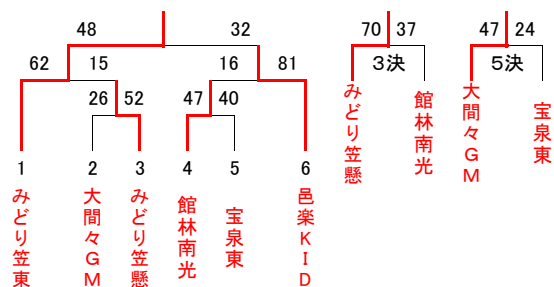 48 32 70 37 47 24
62 15 16 81 3決 5決
26 52 47 40
みどり笠懸
館林南光
大間々GM
宝泉東
1 2 3 4 5 6
みどり笠東
大間々GM
みどり笠懸
館林南光
宝泉東
邑楽KID